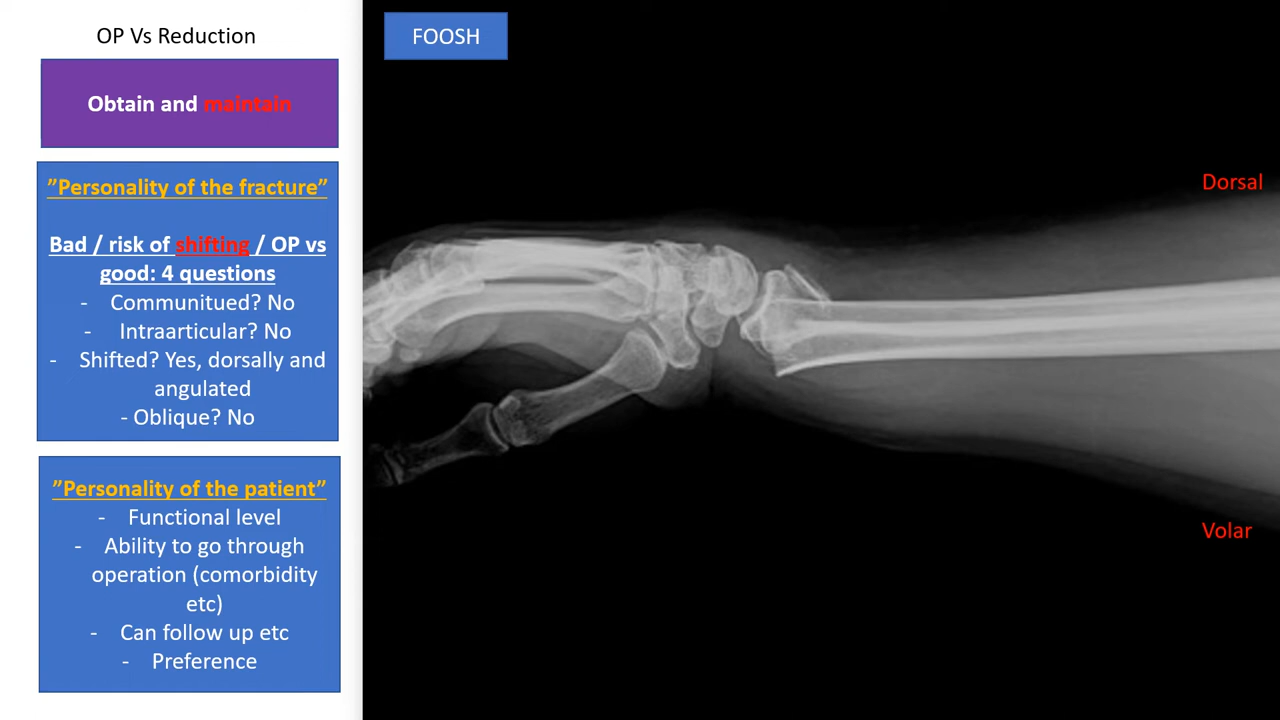 OP Vs Reduction
FOOSH
Obtain and maintain
”Personality of the fracture”
Bad / risk of shifting / OP vs
good: 4 questions
- Communitued? No
- Intraarticular? No
- Shifted? Yes, dorsally and
angulated
- Oblique? No
”Personality of the patient”
- Functional level
- Ability to go through
operation (comorbidity
etc)
- Can follow up etc
- Preference
Dorsal
Volar